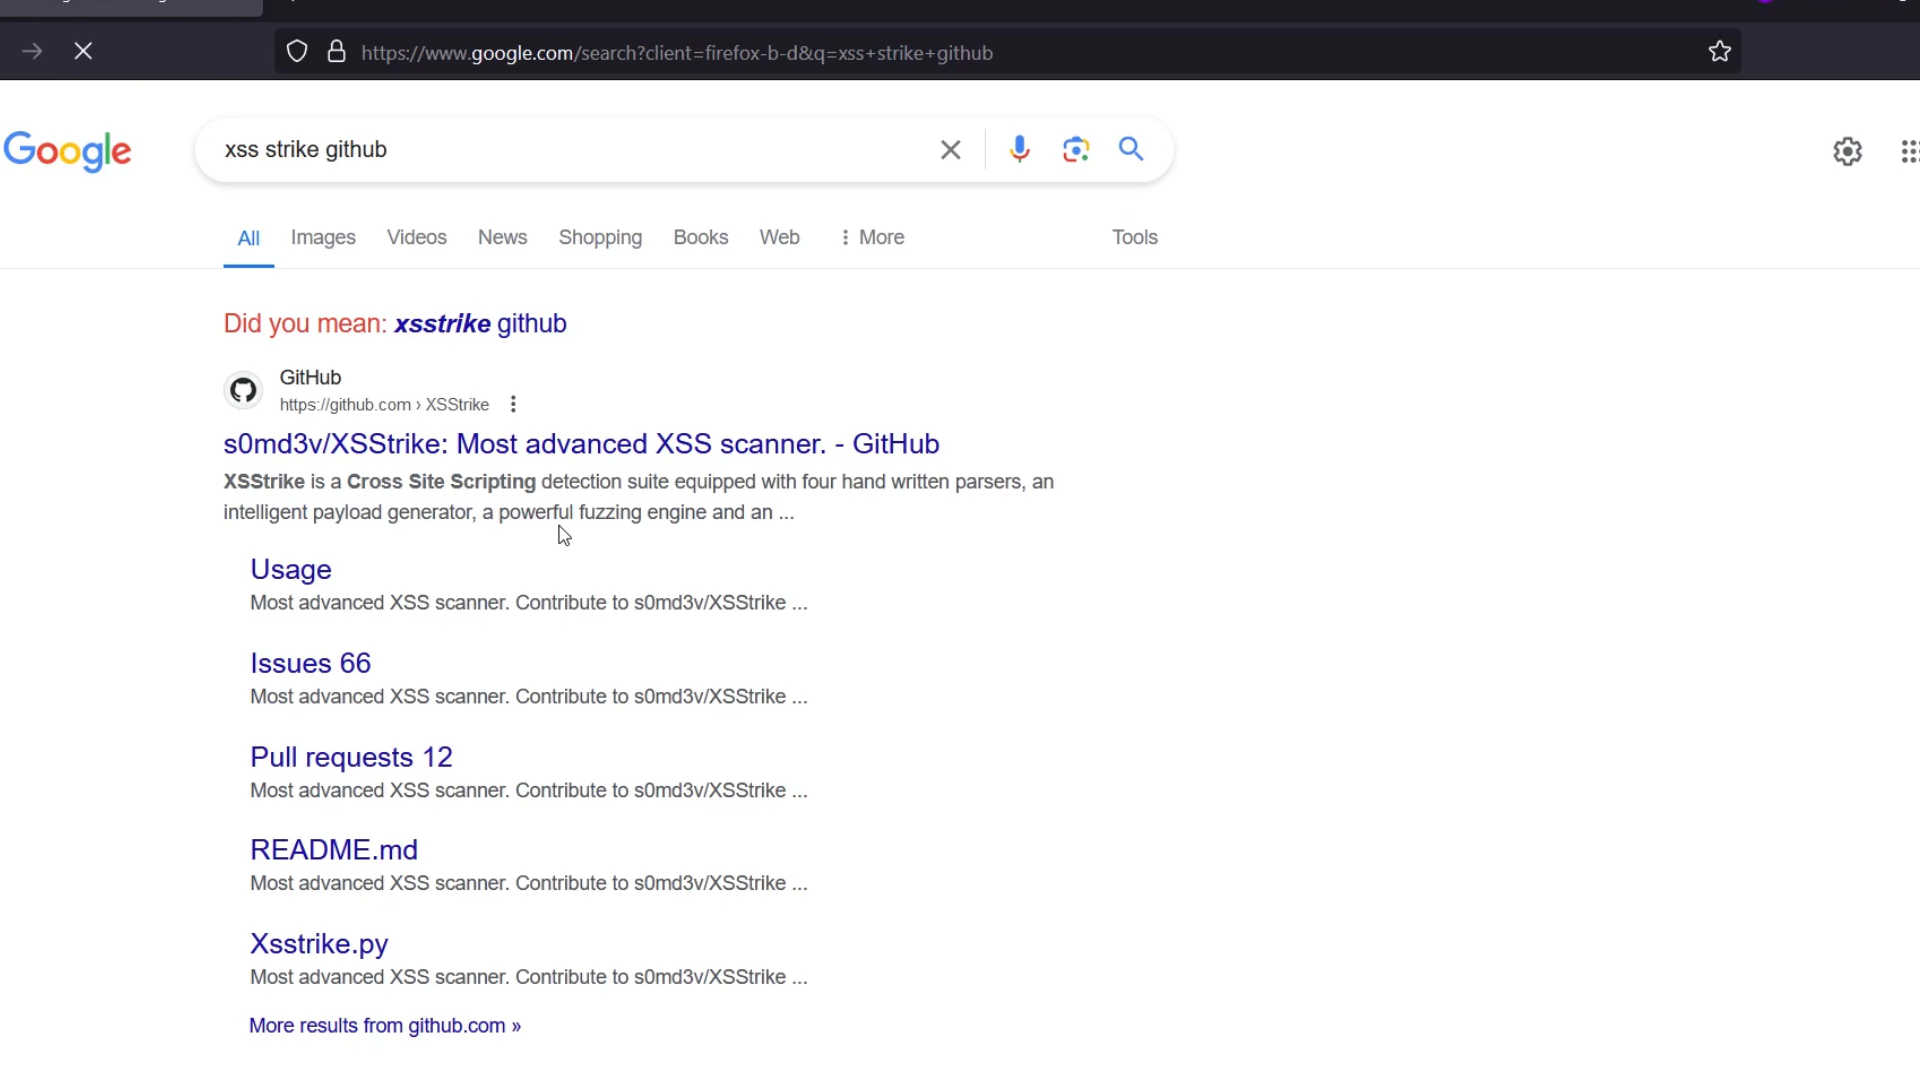 https://www.google.com/search?client=firefox-b-d&q=xss+strike+github
Google
xss strike github
All Images Videos News Shopping Books Web More Tools
Did you mean: xsstrike github
GitHub
https://github.com › XSStrike
s0md3v/XSStrike: Most advanced XSS scanner. - GitHub
XSStrike is a Cross Site Scripting detection suite equipped with four hand written parsers, an
intelligent payload generator, a powerful fuzzing engine and an ...
Usage
Most advanced XSS scanner. Contribute to s0md3v/XSStrike ...
Issues 66
Most advanced XSS scanner. Contribute to s0md3v/XSStrike ...
Pull requests 12
Most advanced XSS scanner. Contribute to s0md3v/XSStrike ...
README.md
Most advanced XSS scanner. Contribute to s0md3v/XSStrike ...
Xsstrike.py
Most advanced XSS scanner. Contribute to s0md3v/XSStrike ...
More results from github.com »